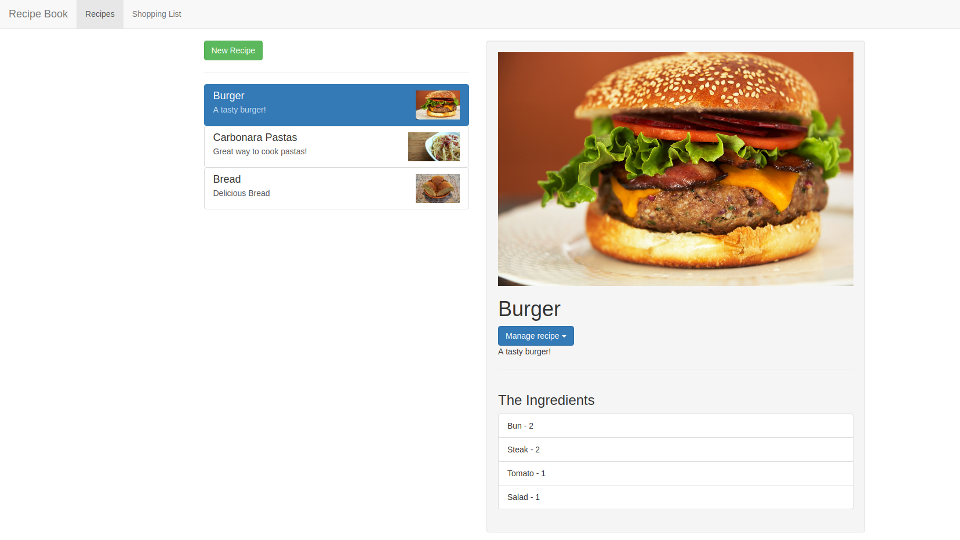 Recipe Book Recipes Shopping List
New Recipe
Burger
A tasty burger!
Carbonara Pastas
Great way to cook pastas!
Bread
Delicious Bread
Burger
Manage recipe
A tasty burger!
The Ingredients
Bun - 2
Steak - 2
Tomato - 1
Salad - 1